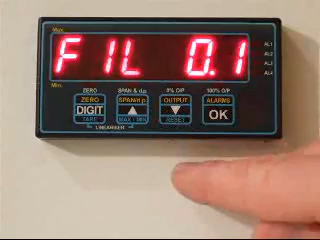 Max.
FIL 0.1
AL1
AL2
AL3
AL4
Min.
ZERO SPAN & d.p. 0% O/P 100% O/P
ZERO SPAN/d.p. OUTPUT ALARMS
DIGIT ▲ ▼ OK
TARE MAX / MIN RESET
LINEARISER